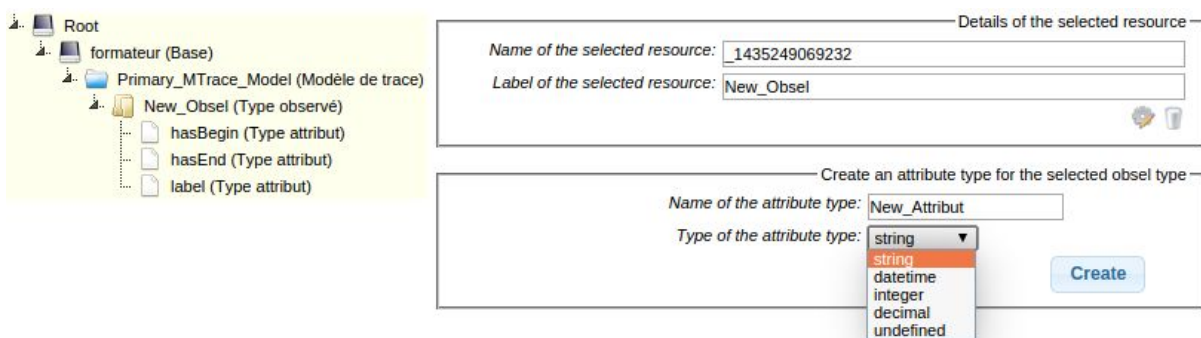 Root
formateur (Base)
Primary_MTrace_Model (Modèle de trace)
New_Obsel (Type observé)
hasBegin (Type attribut)
hasEnd (Type attribut)
label (Type attribut)
Details of the selected resource
Name of the selected resource: _1435249069232
Label of the selected resource: New_Obsel
Create an attribute type for the selected obsel type
Name of the attribute type: New_Attribut
Type of the attribute type: string ▼
string
datetime
integer
decimal
undefined
Create